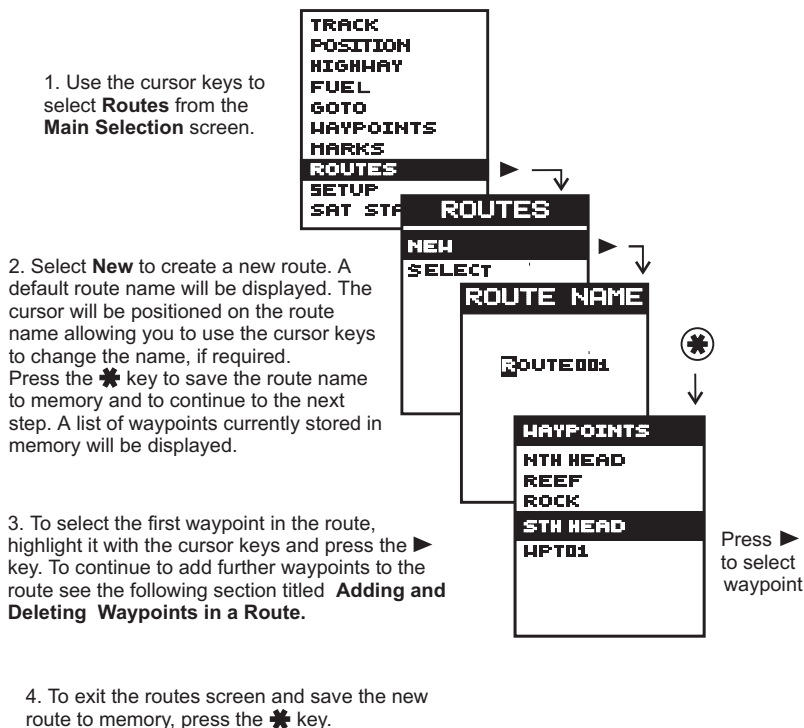 1. Use the cursor keys to
select Routes from the
Main Selection screen.
TRACK
POSITION
HIGHWAY
FUEL
GOTO
WAYPOINTS
MARKS
ROUTES ►
SETUP
SAT STA
ROUTES
NEW ►
SELECT
2. Select New to create a new route. A
default route name will be displayed. The
cursor will be positioned on the route
name allowing you to use the cursor keys
to change the name, if required.
Press the ✱ key to save the route name
to memory and to continue to the next
step. A list of waypoints currently stored in
memory will be displayed.
ROUTE NAME
ROUTE001
✱
WAYPOINTS
NTH HEAD
REEF
ROCK
STH HEAD
WPT01
3. To select the first waypoint in the route,
highlight it with the cursor keys and press the ►
key. To continue to add further waypoints to the
route see the following section titled Adding and
Deleting Waypoints in a Route.
Press ►
to select
waypoint
4. To exit the routes screen and save the new
route to memory, press the ✱ key.